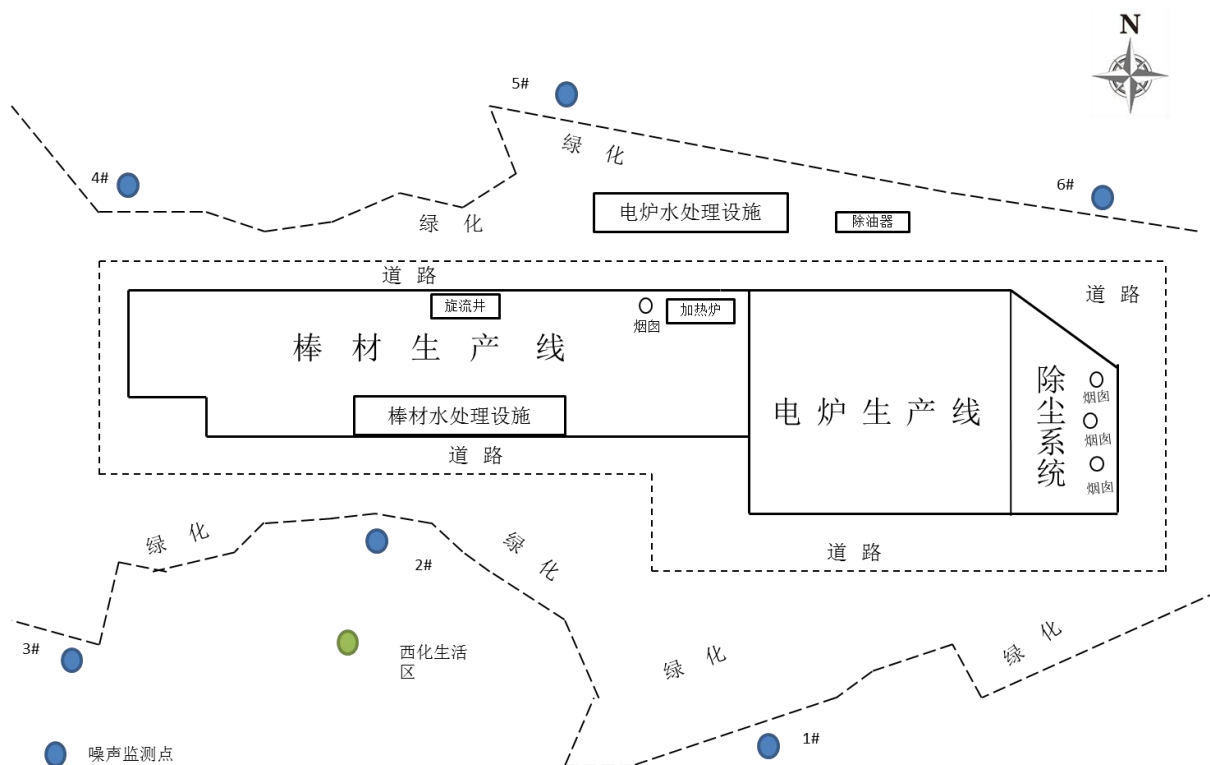 N
5#
绿 化
4#
6#
绿 化
电炉水处理设施
除油器
道 路
道 路
旋流井
加热炉
烟囱
棒 材 生 产 线
除尘系统
烟囱
电 炉 生 产 线
棒材水处理设施
烟囱
道 路
烟囱
绿 化
绿 化
道 路
2#
3#
西化生活
区
绿 化
绿 化
1#
噪声监测点